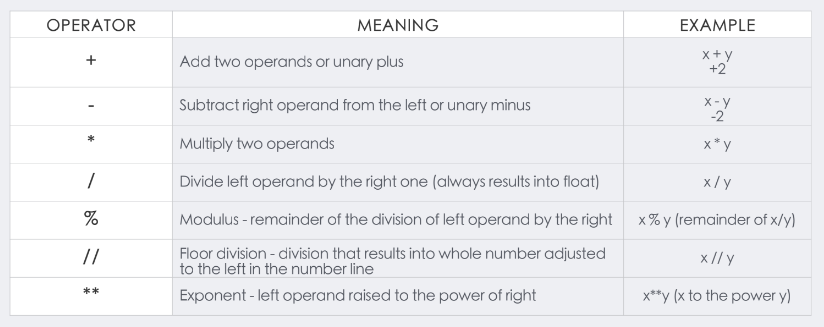 OPERATOR MEANING EXAMPLE
+ Add two operands or unary plus x + y
+2
- Subtract right operand from the left or unary minus x - y
-2
* Multiply two operands x * y
/ Divide left operand by the right one (always results into float) x / y
% Modulus - remainder of the division of left operand by the right x % y (remainder of x/y)
// Floor division - division that results into whole number adjusted x // y
to the left in the number line
** Exponent - left operand raised to the power of right x**y (x to the power y)